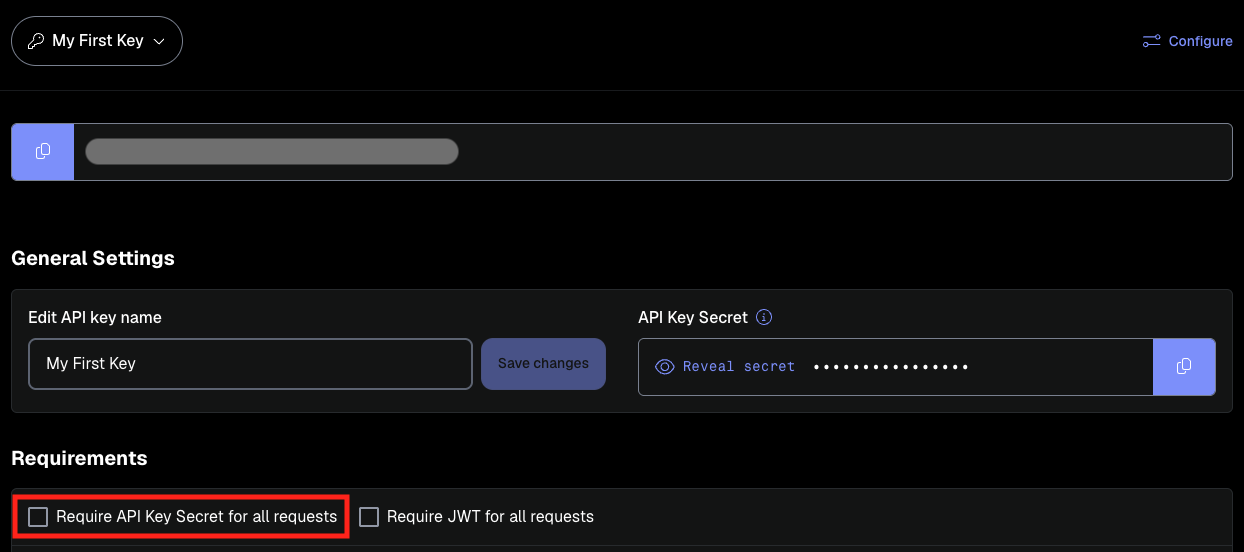 My First Key
Configure
General Settings
Edit API key name
API Key Secret
My First Key
Save changes
Reveal secret ••••••••••••••••
Requirements
Require API Key Secret for all requests
Require JWT for all requests